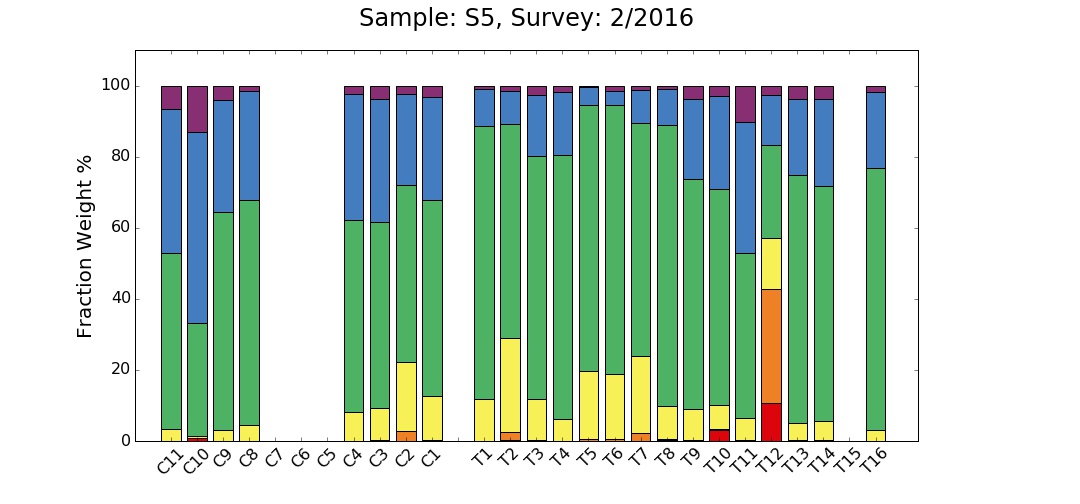 Sample: S5, Survey: 2/2016
Fraction Weight %
100
80
60
40
20
0
C11 C10 C9 C8 C7 C6 C5 C4 C3 C2 C1 T1 T2 T3 T4 T5 T6 T7 T8 T9 T10 T11 T12 T13 T14 T15 T16